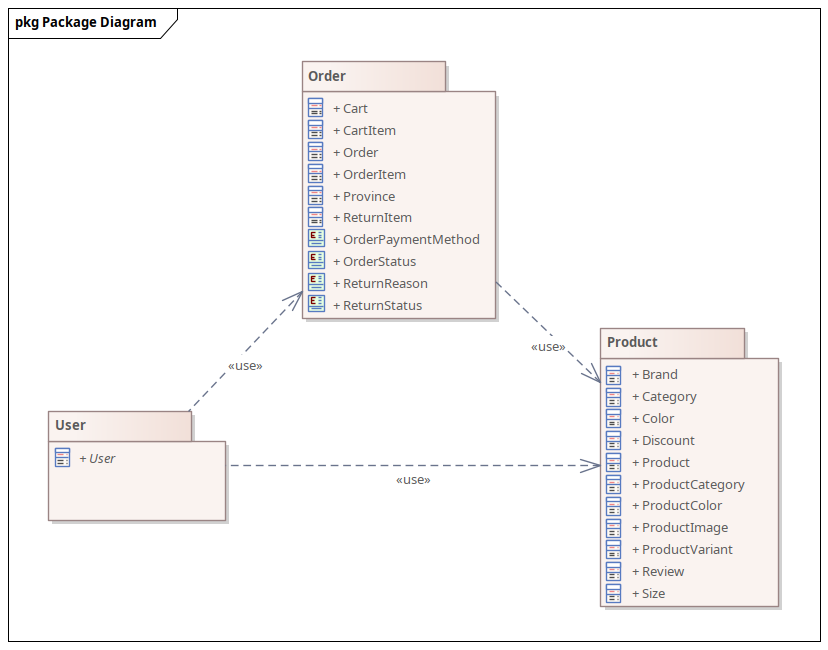 pkg Package Diagram
Order
+ Cart
+ CartItem
+ Order
+ OrderItem
+ Province
+ ReturnItem
+ OrderPaymentMethod
+ OrderStatus
+ ReturnReason
+ ReturnStatus
«use»
«use»
Product
+ Brand
+ Category
+ Color
+ Discount
+ Product
+ ProductCategory
+ ProductColor
+ ProductImage
+ ProductVariant
+ Review
+ Size
User
+ User
«use»